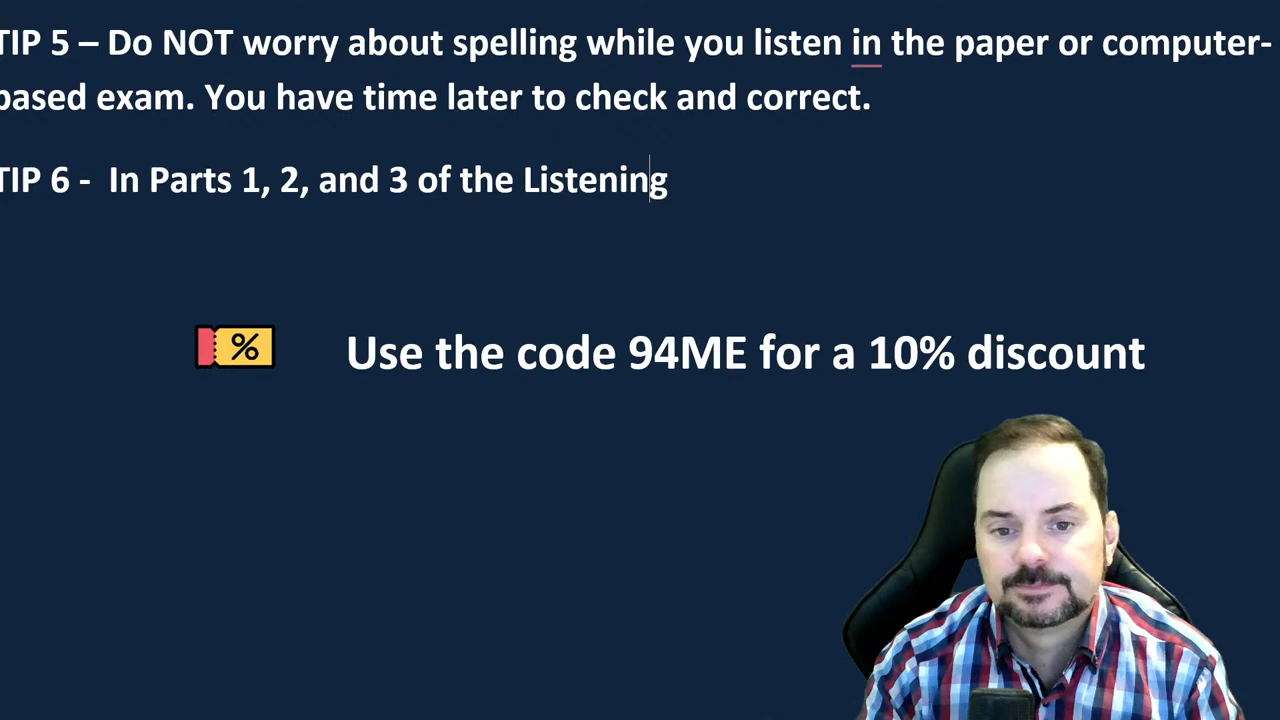 TIP 5 – Do NOT worry about spelling while you listen in the paper or computer-
based exam. You have time later to check and correct.
TIP 6 - In Parts 1, 2, and 3 of the Listening
% Use the code 94ME for a 10% discount